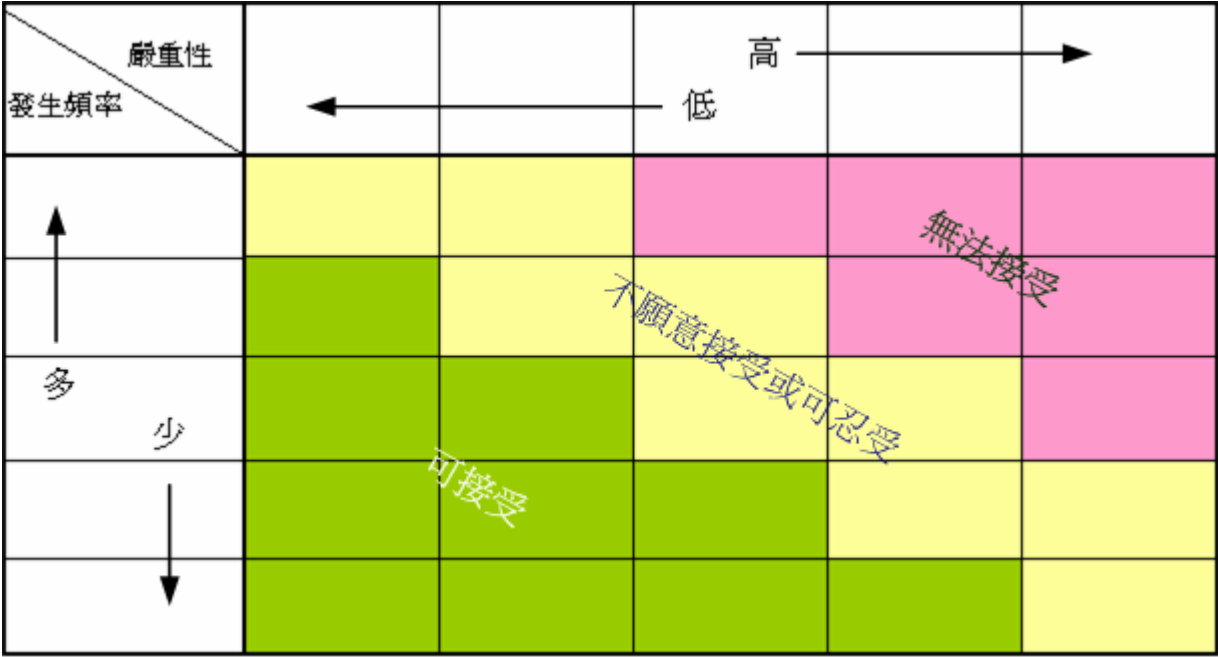 嚴重性
發生頻率
高
低
多
少
無法接受
不願意接受或可忍受
可接受